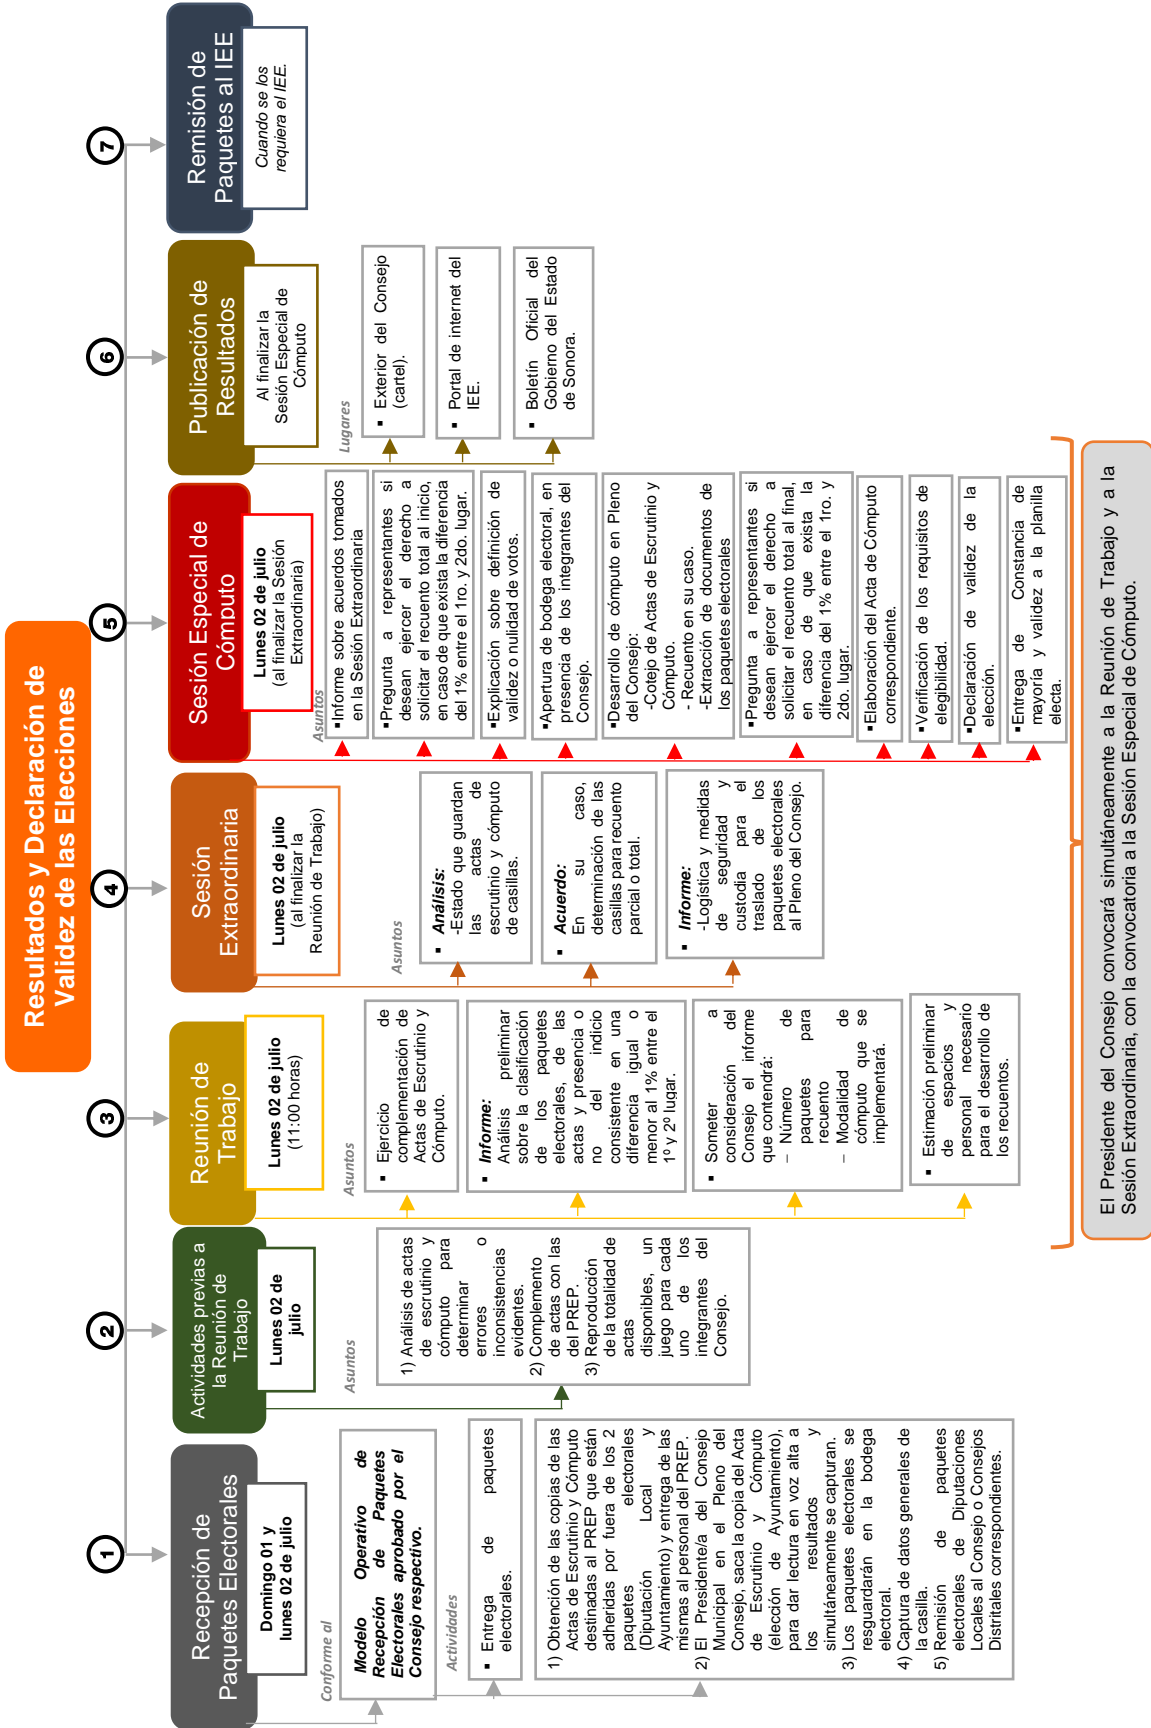 Resultados y Declaración de
Validez de las Elecciones
1
Recepción de
Paquetes Electorales
Domingo 01 y
lunes 02 de julio
Conforme al
Modelo Operativo de
Recepción de Paquetes
Electorales aprobado por el
Consejo respectivo.
Actividades
▪ Entrega de paquetes
electorales.
1) Obtención de las copias de las
Actas de Escrutinio y Cómputo
destinadas al PREP que están
adheridas por fuera de los 2
paquetes electorales
(Diputación Local y
Ayuntamiento) y entrega de las
mismas al personal del PREP.
2) El Presidente/a del Consejo
Municipal en el Pleno del
Consejo, saca la copia del Acta
de Escrutinio y Cómputo
(elección de Ayuntamiento),
para dar lectura en voz alta a
los resultados y
simultáneamente se capturan.
3) Los paquetes electorales se
resguardarán en la bodega
electoral.
4) Captura de datos generales de
la casilla.
5) Remisión de paquetes
electorales de Diputaciones
Locales al Consejo o Consejos
Distritales correspondientes.
2
Actividades previas a
la Reunión de
Trabajo
Lunes 02 de
julio
Asuntos
1) Análisis de actas
de escrutinio y
cómputo para
determinar
errores o
inconsistencias
evidentes.
2) Complemento
de actas con las
del PREP.
3) Reproducción
de la totalidad de
actas
disponibles, un
juego para cada
uno de los
integrantes del
Consejo.
3
Reunión de
Trabajo
Lunes 02 de julio
(11:00 horas)
Asuntos
▪ Ejercicio de
complementación de
Actas de Escrutinio y
Cómputo.
▪ Informe:
Análisis preliminar
sobre la clasificación
de los paquetes
electorales, de las
actas y presencia o
no del indicio
consistente en una
diferencia igual o
menor al 1% entre el
1º y 2º lugar.
▪ Someter a
consideración del
Consejo el informe
que contendrá:
– Número de
paquetes para
recuento
– Modalidad de
cómputo que se
implementará.
▪ Estimación preliminar
de espacios y
personal necesario
para el desarrollo de
los recuentos.
4
Sesión
Extraordinaria
Lunes 02 de julio
(al finalizar la
Reunión de Trabajo)
Asuntos
▪ Análisis:
-Estado que guardan
las actas de
escrutinio y cómputo
de casillas.
▪ Acuerdo:
En su caso,
determinación de las
casillas para recuento
parcial o total.
▪ Informe:
-Logística y medidas
de seguridad y
custodia para el
traslado de los
paquetes electorales
al Pleno del Consejo.
5
Sesión Especial de
Cómputo
Lunes 02 de julio
(al finalizar la Sesión
Extraordinaria)
Asuntos
▪Informe sobre acuerdos tomados
en la Sesión Extraordinaria
▪Pregunta a representantes si
desean ejercer el derecho a
solicitar el recuento total al inicio,
en caso de que exista la diferencia
del 1% entre el 1ro. y 2do. lugar.
▪Explicación sobre definición de
validez o nulidad de votos.
▪Apertura de bodega electoral, en
presencia de los integrantes del
Consejo.
▪Desarrollo de cómputo en Pleno
del Consejo:
-Cotejo de Actas de Escrutinio y
Cómputo.
- Recuento en su caso.
-Extracción de documentos de
los paquetes electorales
▪Pregunta a representantes si
desean ejercer el derecho a
solicitar el recuento total al final,
en caso de que exista la
diferencia del 1% entre el 1ro. y
2do. lugar.
▪Elaboración del Acta de Cómputo
correspondiente.
▪Verificación de los requisitos de
elegibilidad.
▪Declaración de validez de la
elección.
▪Entrega de Constancia de
mayoría y validez a la planilla
electa.
6
Publicación de
Resultados
Al finalizar la
Sesión Especial de
Cómputo
Lugares
▪ Exterior del Consejo
(cartel).
▪ Portal de internet del
IEE.
▪ Boletín Oficial del
Gobierno del Estado
de Sonora.
7
Remisión de
Paquetes al IEE
Cuando se los
requiera el IEE.
El Presidente del Consejo convocará simultáneamente a la Reunión de Trabajo y a la
Sesión Extraordinaria, con la convocatoria a la Sesión Especial de Cómputo.